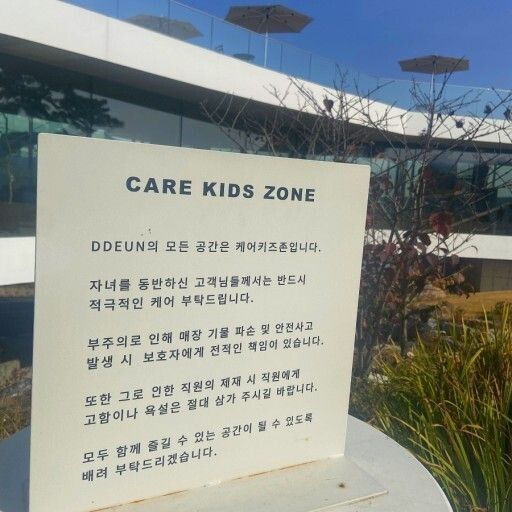 CARE KIDS ZONE
DDEUN의 모든 공간은 케어키즈존입니다.
자녀를 동반하신 고객님들께서는 반드시
적극적인 케어 부탁드립니다.
부주의로 인해 매장 기물 파손 및 안전사고
발생 시 보호자에게 전적인 책임이 있습니다.
또한 그로 인한 직원의 제재 시 직원에게
고함이나 욕설은 절대 삼가 주시길 바랍니다.
모두 함께 즐길 수 있는 공간이 될 수 있도록
배려 부탁드리겠습니다.